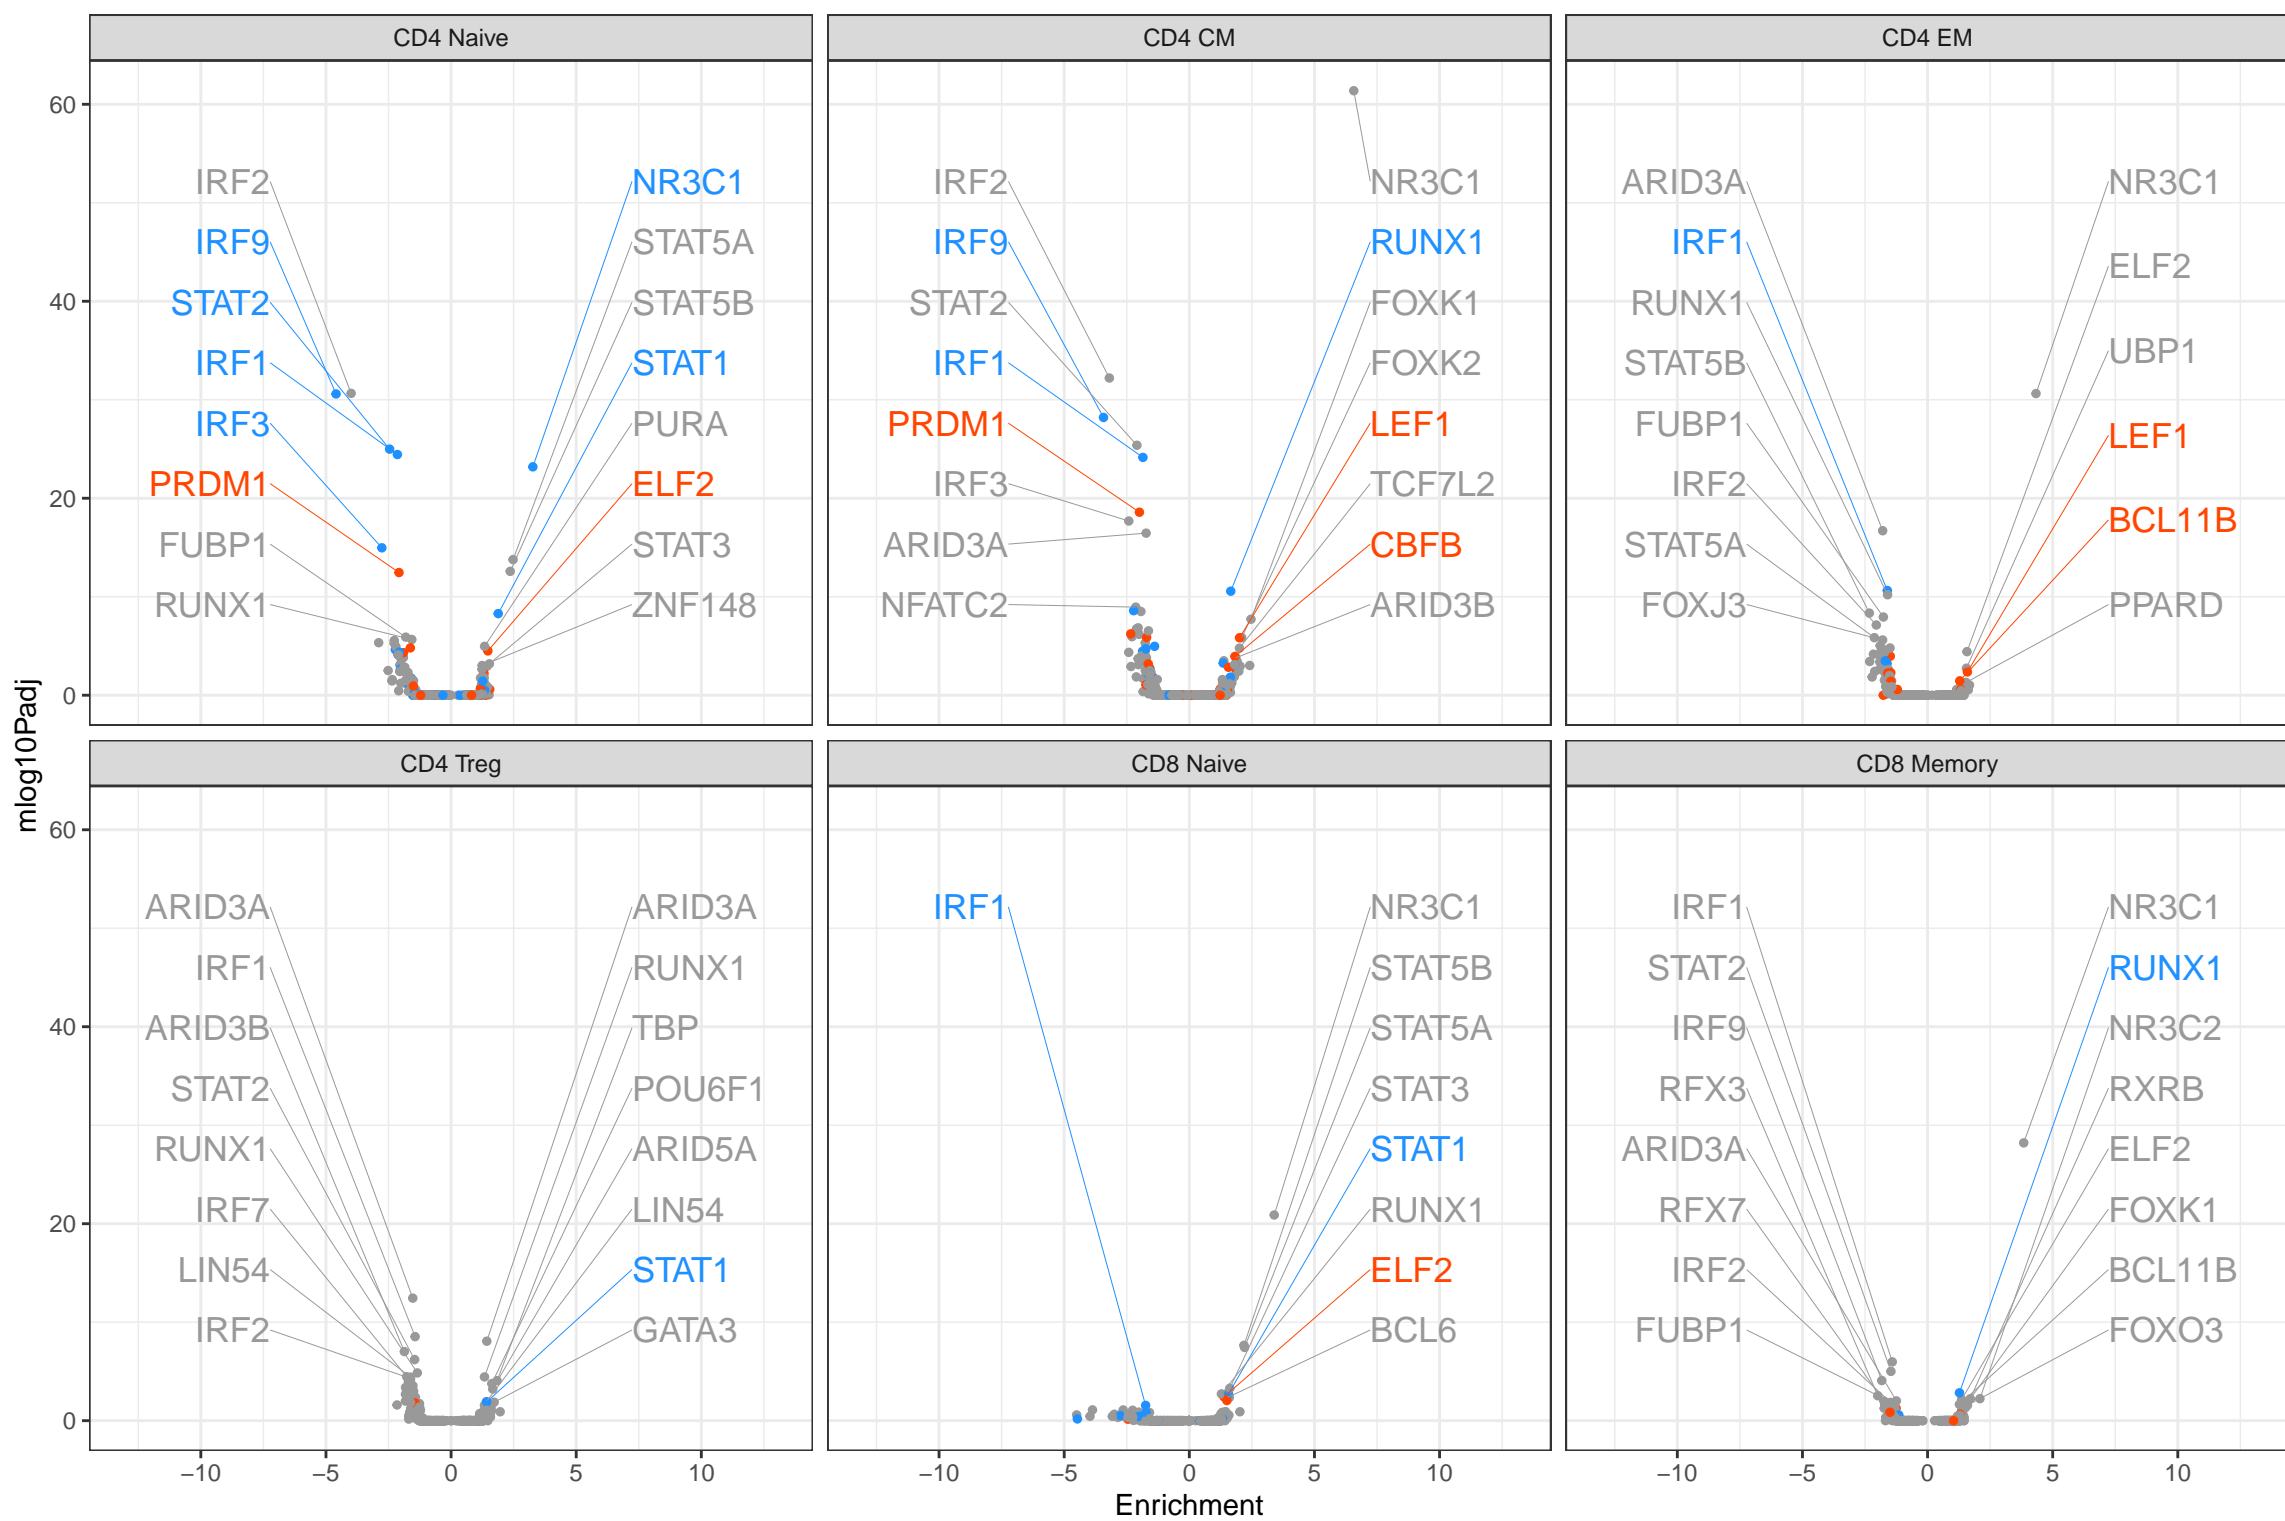 CD4 Naive
CD4 CM
CD4 EM
mlog10Padj
60
40
20
0
IRF2
IRF9
STAT2
IRF1
IRF3
PRDM1
FUBP1
RUNX1
NR3C1
STAT5A
STAT5B
STAT1
PURA
ELF2
STAT3
ZNF148
IRF2
IRF9
STAT2
IRF1
PRDM1
IRF3
ARID3A
NFATC2
NR3C1
RUNX1
FOXK1
FOXK2
LEF1
TCF7L2
CBFB
ARID3B
ARID3A
IRF1
RUNX1
STAT5B
FUBP1
IRF2
STAT5A
FOXJ3
NR3C1
ELF2
UBP1
LEF1
BCL11B
PPARD
CD4 Treg
CD8 Naive
CD8 Memory
60
40
20
0
ARID3A
IRF1
ARID3B
STAT2
RUNX1
IRF7
LIN54
IRF2
ARID3A
RUNX1
TBP
POU6F1
ARID5A
LIN54
STAT1
GATA3
IRF1
NR3C1
STAT5B
STAT5A
STAT3
STAT1
RUNX1
ELF2
BCL6
IRF1
STAT2
IRF9
RFX3
ARID3A
RFX7
IRF2
FUBP1
NR3C1
RUNX1
NR3C2
RXRB
ELF2
FOXK1
BCL11B
FOXO3
−10 −5 0 5 10
−10 −5 0 5 10
−10 −5 0 5 10
Enrichment